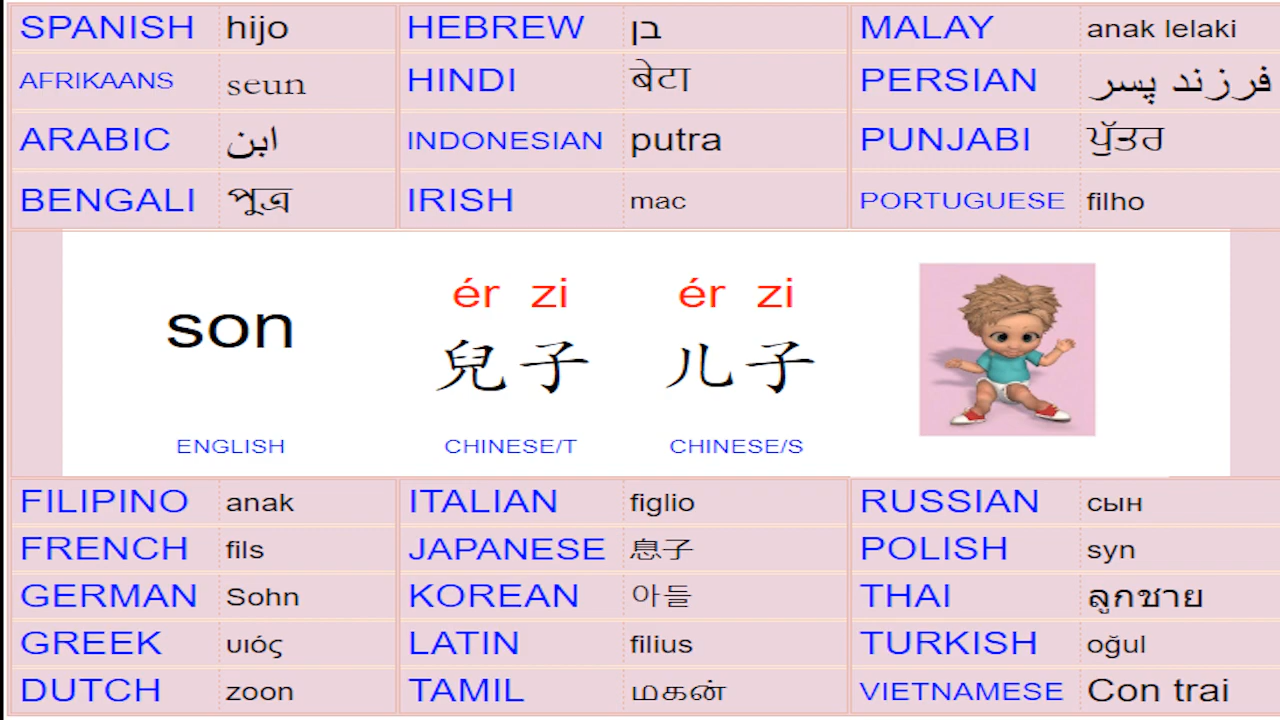 SPANISH hijo HEBREW בן MALAY anak lelaki
AFRIKAANS seun HINDI बेटा PERSIAN فرزند پسر
ARABIC ابن INDONESIAN putra PUNJABI ਪੁੱਤਰ
BENGALI পুত্র IRISH mac PORTUGUESE filho
ér zi ér zi
son 兒子 儿子
ENGLISH CHINESE/T CHINESE/S
FILIPINO anak ITALIAN figlio RUSSIAN сын
FRENCH fils JAPANESE 息子 POLISH syn
GERMAN Sohn KOREAN 아들 THAI ลูกชาย
GREEK υιός LATIN filius TURKISH oğul
DUTCH zoon TAMIL மகன் VIETNAMESE Con trai